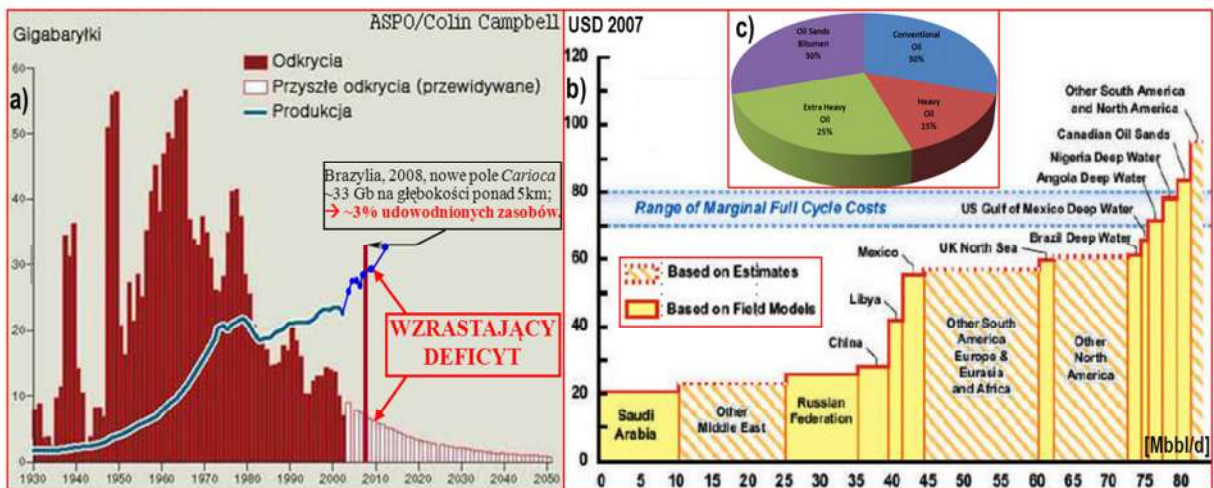 ASPO/Colin Campbell
Gigabaryłki
a)
Odkrycia
Przyszłe odkrycia (przewidywane)
Produkcja
60
50
40
30
20
10
0
Brazylia, 2008, nowe pole Carioca
~33 Gb na głębokości ponad 5km;
→ ~3% udowodnionych zasobów.
WZRASTAJĄCY
DEFICYT
1930
1940
1950
1960
1970
1980
1990
2000
2010
2020
2030
2040
2050
USD 2007
b)
120
100
80
60
40
20
0
c)
Oil Sands
Bitumen
30%
Conventional
Oil
30%
Extra Heavy
Oil
25%
Heavy
Oil
15%
Other South America
and North America
Canadian Oil Sands
Nigeria Deep Water
Angola Deep Water
Range of Marginal Full Cycle Costs
US Gulf of Mexico Deep Water
Brazil Deep Water
UK North Sea
Mexico
Based on Estimates
Based on Field Models
Libya
China
Saudi
Arabia
Other
Middle East
Russian
Federation
Other South
America
Europe &
Eurasia
and Africa
Other
North
America
[Mbbl/d]
0 5 10 15 20 25 30 35 40 45 50 55 60 65 70 75 80